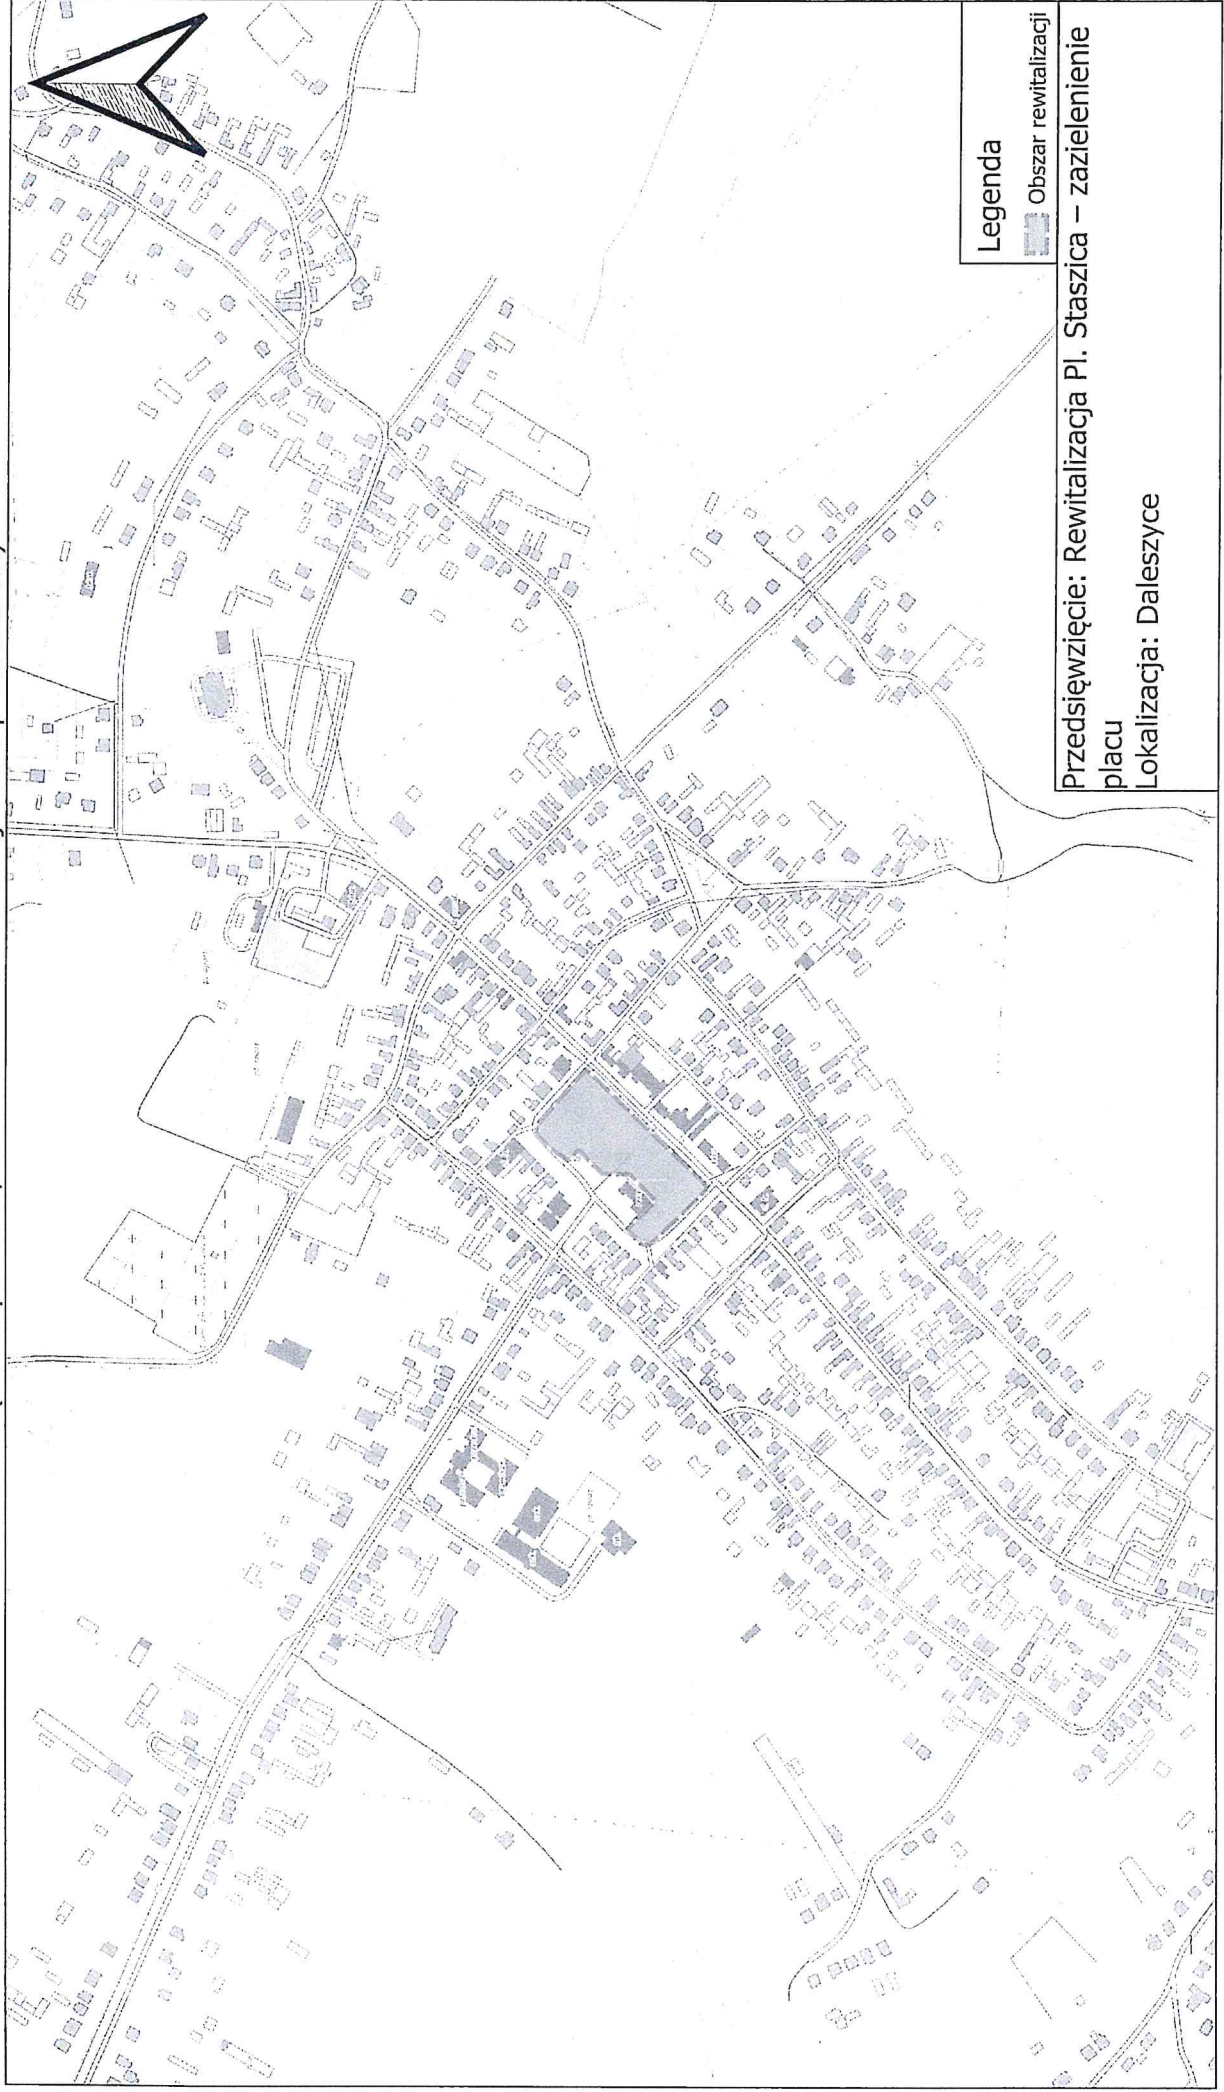 Legenda
Obszar rewitalizacji
Przedsięwzięcie: Rewitalizacja Pl. Staszica – zazielenienie
placu
Lokalizacja: Daleszyce